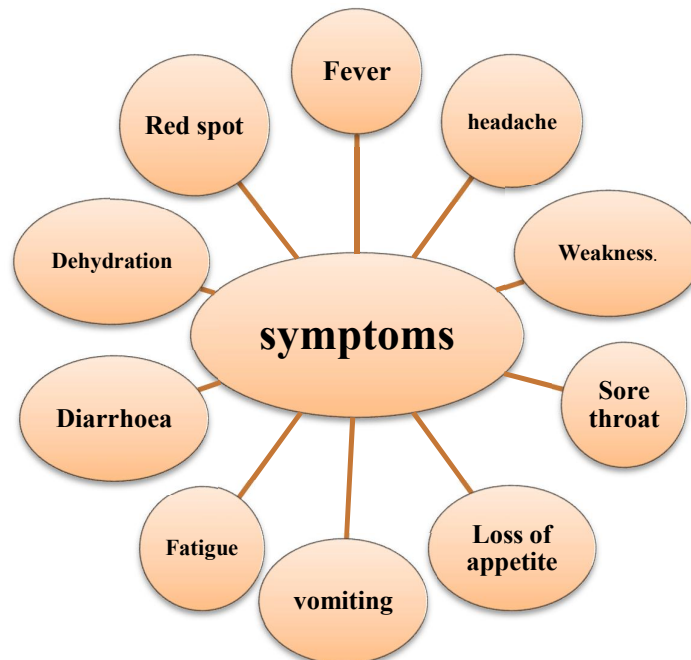 Fever
headache
Weakness.
Sore
throat
Loss of
appetite
vomiting
Fatigue
Diarrhoea
Dehydration
Red spot
symptoms